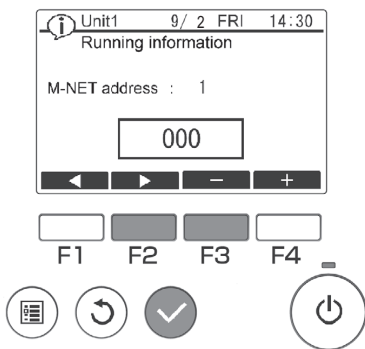 Unit1 9/ 2 FRI 14:30
Running information
M-NET address : 1
000
− +
F1 F2 F3 F4